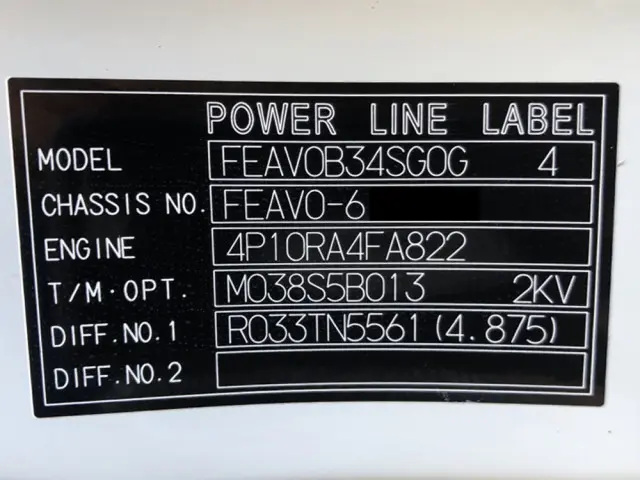 POWER LINE LABEL
MODEL FEAV0B34SG0G 4
CHASSIS NO. FEAV0-6
ENGINE 4P10RA4FA822
T/M·OPT. M038S5B013 2KV
DIFF.NO.1 R033TN5561(4.875)
DIFF.NO.2